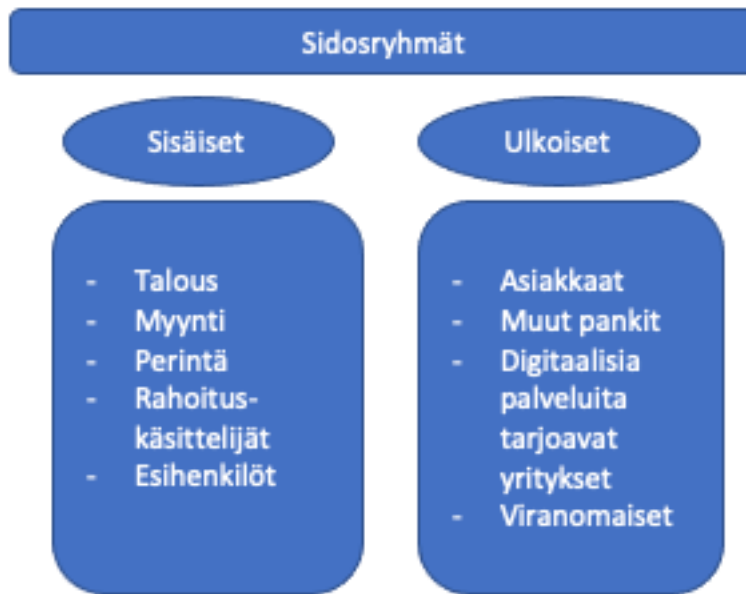 Sidosryhmät
Sisäiset
- Talous
- Myynti
- Perintä
- Rahoitus-
käsittelijät
- Esihenkilöt
Ulkoiset
- Asiakkaat
- Muut pankit
- Digitaalisia
palveluita
tarjoavat
yritykset
- Viranomaiset